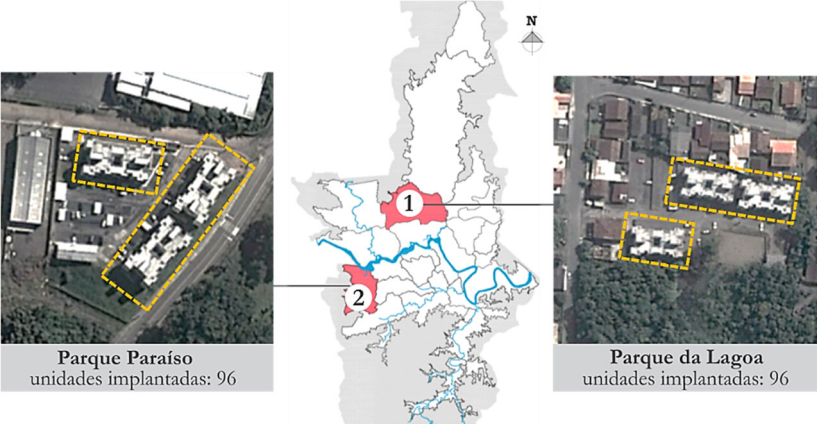 N
1
2
Parque Paraíso
unidades implantadas: 96
Parque da Lagoa
unidades implantadas: 96